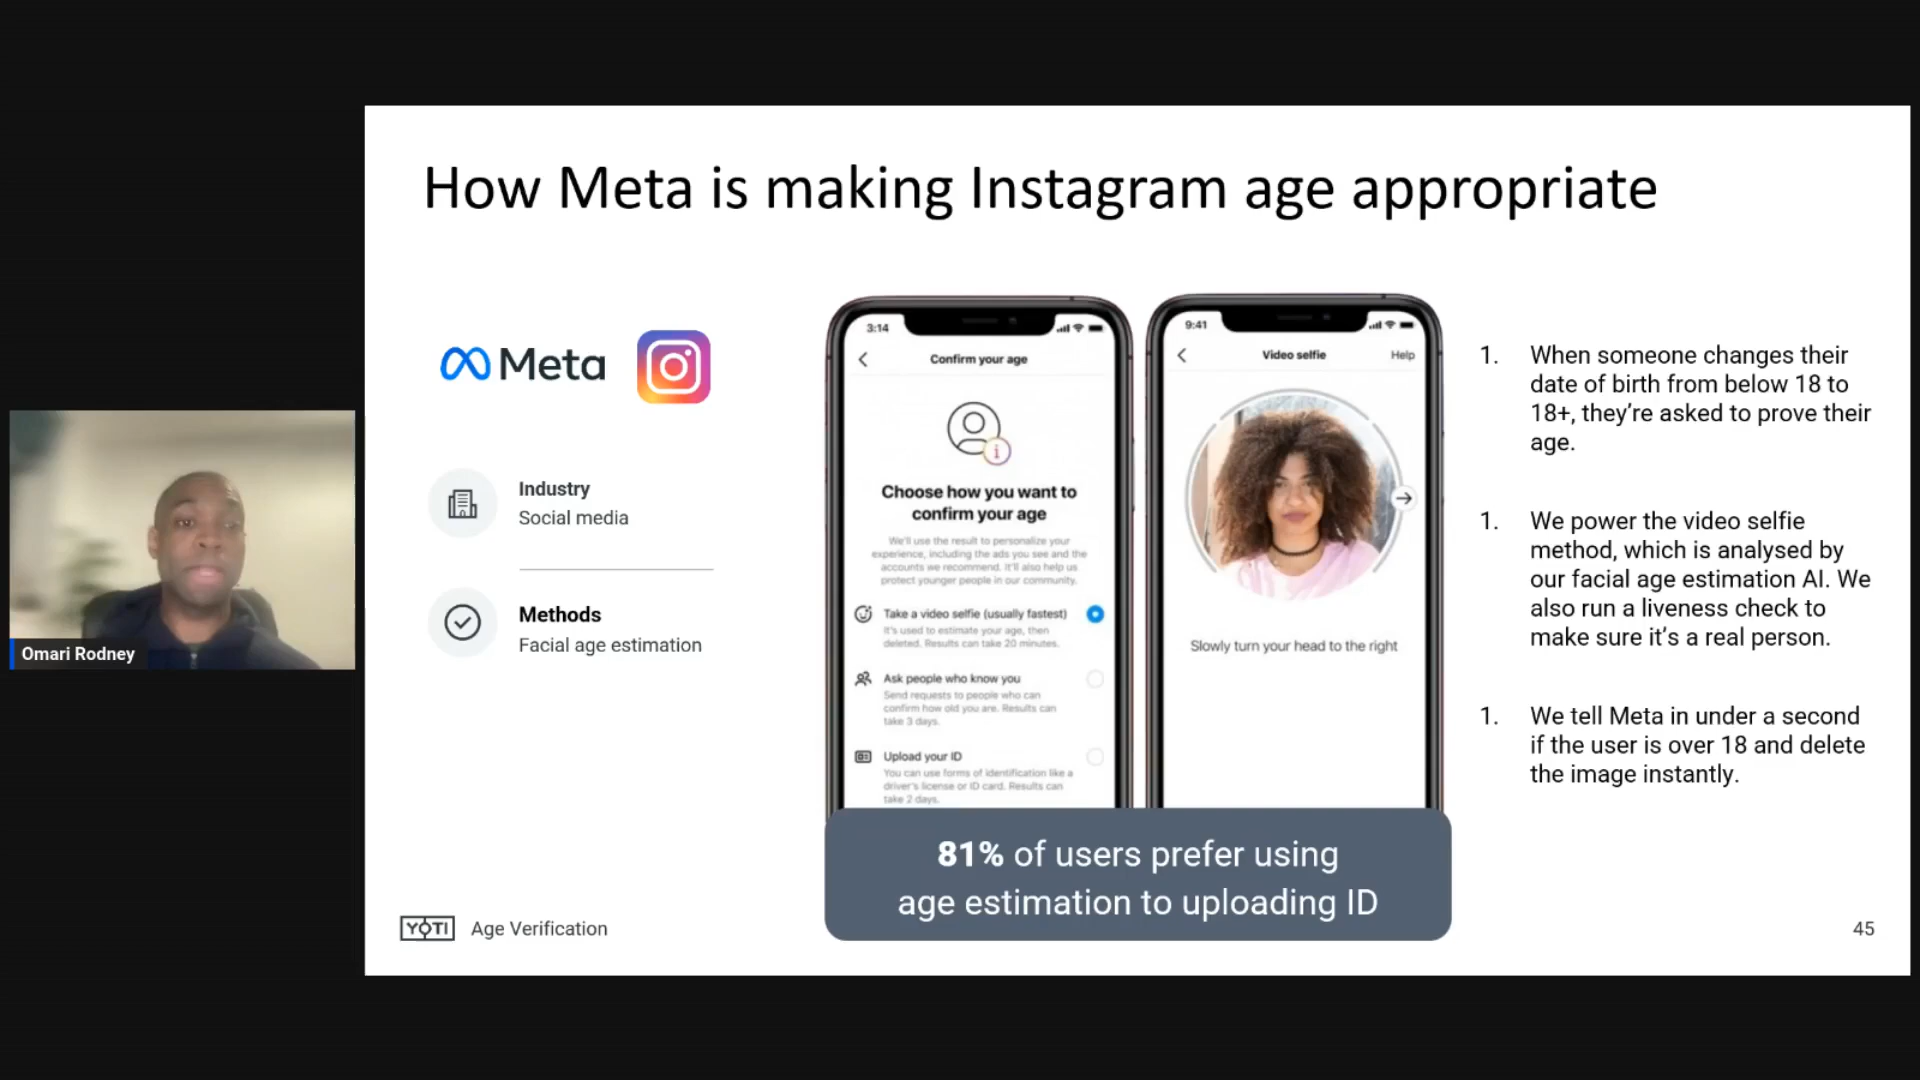 How Meta is making Instagram age appropriate
Meta
Industry
Social media
Methods
Facial age estimation
Omari Rodney
3:14
Confirm your age
Choose how you want to
confirm your age
We'll use the result to personalize your
experience, including the ads you see and the
accounts we recommend. It'll also help us
protect younger people in our community.
Take a video selfie (usually fastest)
It's used to estimate your age, then
deleted. Results can take 20 minutes.
Ask people who know you
Send requests to people who can
confirm how old you are. Results can
take 3 days.
Upload your ID
You can use forms of identification like a
driver's license or ID card. Results can
take 2 days.
9:41
Video selfie
Help
Slowly turn your head to the right
81% of users prefer using
age estimation to uploading ID
1. When someone changes their
date of birth from below 18 to
18+, they’re asked to prove their
age.
1. We power the video selfie
method, which is analysed by
our facial age estimation AI. We
also run a liveness check to
make sure it’s a real person.
1. We tell Meta in under a second
if the user is over 18 and delete
the image instantly.
YOTI Age Verification
45